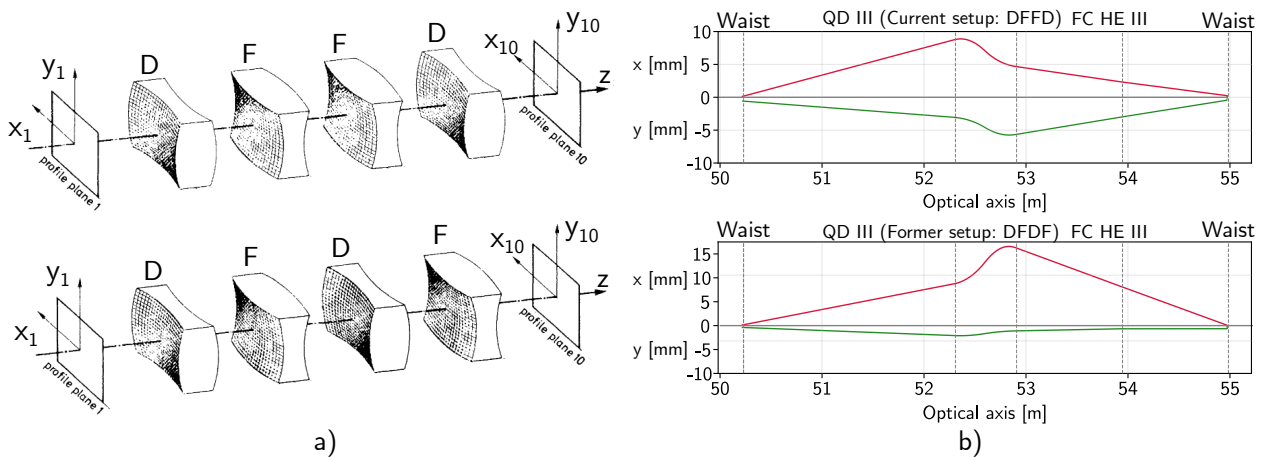 D F F D
x₁ y₁
x₁₀ y₁₀
z
profile plane 1
profile plane 10
D F D F
x₁ y₁
x₁₀ y₁₀
z
profile plane 1
profile plane 10
a)
Waist QD III (Current setup: DFFD) FC HE III Waist
10
x [mm] 5
0
y [mm] -5
-10
50 51 52 53 54 55
Optical axis [m]
Waist QD III (Former setup: DFDF) FC HE III Waist
15
x [mm] 10
5
0
y [mm] -5
-10
50 51 52 53 54 55
Optical axis [m]
b)